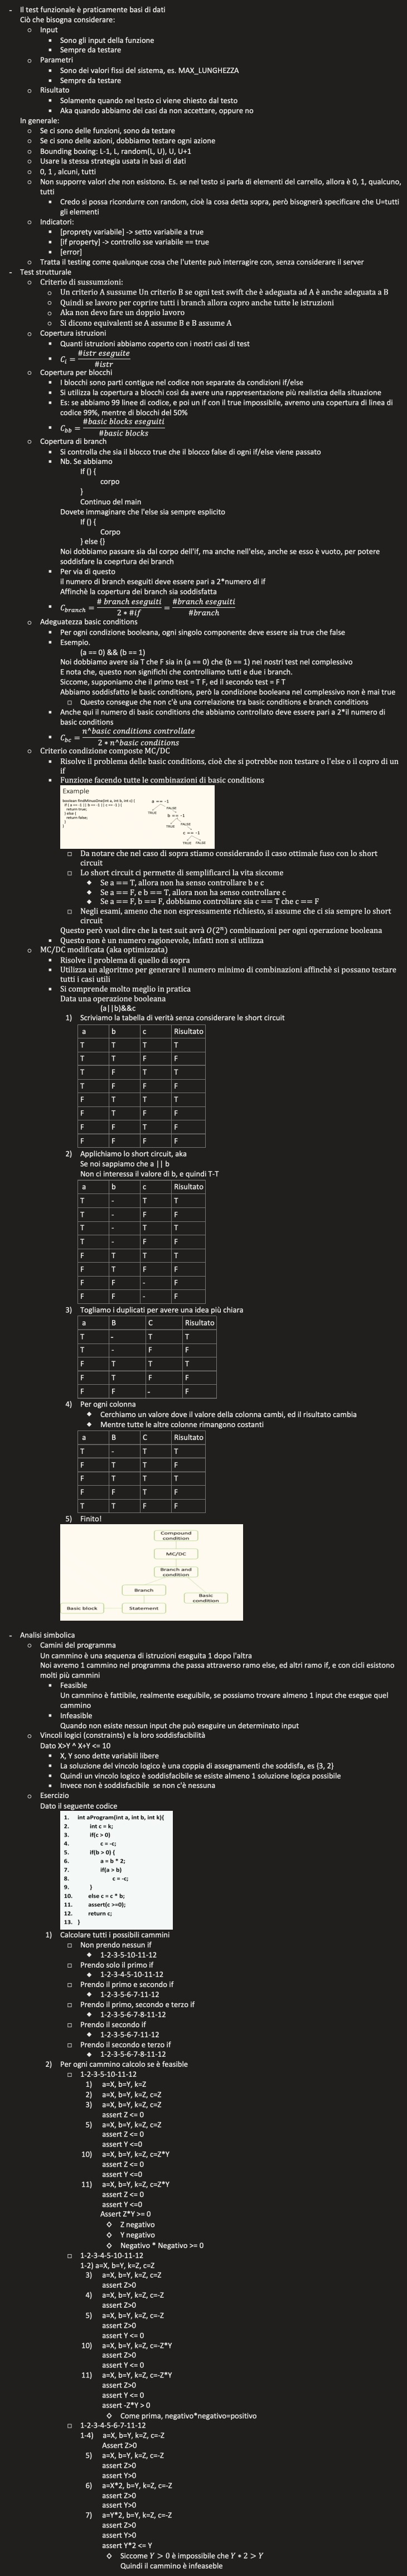 - Il test funzionale è praticamente basi di dati
Ciò che bisogna considerare:
o Input
▪ Sono gli input della funzione
▪ Sempre da testare
o Parametri
▪ Sono dei valori fissi del sistema, es. MAX_LUNGHEZZA
▪ Sempre da testare
o Risultato
▪ Solamente quando nel testo ci viene chiesto dal testo
▪ Aka quando abbiamo dei casi da non accettare, oppure no
In generale:
o Se ci sono delle funzioni, sono da testare
o Se ci sono delle azioni, dobbiamo testare ogni azione
o Bounding boxing: L-1, L, random(L, U), U, U+1
o Usare la stessa strategia usata in basi di dati
o 0, 1 , alcuni, tutti
o Non supporre valori che non esistono. Es. se nel testo si parla di elementi del carrello, allora è 0, 1, qualcuno,
tutti
▪ Credo si possa ricondurre con random, cioè la cosa detta sopra, però bisognerà specificare che U=tutti
gli elementi
o Indicatori:
▪ [proprety variabile] -> setto variabile a true
▪ [if property] -> controllo sse variabile == true
▪ [error]
o Tratta il testing come qualunque cosa che l'utente può interragire con, senza considerare il server
- Test strutturale
o Criterio di sussumzioni:
o Un criterio A sussume Un criterio B se ogni test swift che è adeguata ad A è anche adeguata a B
o Quindi se lavoro per coprire tutti i branch allora copro anche tutte le istruzioni
o Aka non devo fare un doppio lavoro
o Si dicono equivalenti se A assume B e B assume A
o Copertura istruzioni
▪ Quanti istruzioni abbiamo coperto con i nostri casi di test
▪ C_i = #istr eseguite / #istr
o Copertura per blocchi
▪ I blocchi sono parti contigue nel codice non separate da condizioni if/else
▪ Si utilizza la copertura a blocchi così da avere una rappresentazione più realistica della situazione
▪ Es: se abbiamo 99 linee di codice, e poi un if con il true impossibile, avremo una copertura di linea di
codice 99%, mentre di blocchi del 50%
▪ C_bb = #basic blocks eseguiti / #basic blocks
o Copertura di branch
▪ Si controlla che sia il blocco true che il blocco false di ogni if/else viene passato
▪ Nb. Se abbiamo
If () {
corpo
}
Continuo del main
Dovete immaginare che l'else sia sempre esplicito
If () {
Corpo
} else {}
Noi dobbiamo passare sia dal corpo dell'if, ma anche nell'else, anche se esso è vuoto, per potere
soddisfare la coeprtura dei branch
▪ Per via di questo
il numero di branch eseguiti deve essere pari a 2*numero di if
Affinchè la copertura dei branch sia soddisfatta
▪ C_branch = # branch eseguiti / 2 ∗ #if = #branch eseguiti / #branch
o Adeguatezza basic conditions
▪ Per ogni condizione booleana, ogni singolo componente deve essere sia true che false
▪ Esempio.
(a == 0) && (b == 1)
Noi dobbiamo avere sia T che F sia in (a == 0) che (b == 1) nei nostri test nel complessivo
E nota che, questo non significhi che controlliamo tutti e due i branch.
Siccome, supponiamo che il primo test = T F, ed il secondo test = F T
Abbiamo soddisfatto le basic conditions, però la condizione booleana nel complessivo non è mai true
□ Questo consegue che non c'è una correlazione tra basic conditions e branch conditions
▪ Anche qui il numero di basic conditions che abbiamo controllato deve essere pari a 2*il numero di
basic conditions
▪ C_bc = n^basic conditions controllate / 2 ∗ n^basic conditions
o Criterio condizione composte MC/DC
▪ Risolve il problema delle basic conditions, cioè che si potrebbe non testare o l'else o il copro di un
if
▪ Funzione facendo tutte le combinazioni di basic conditions
Example
boolean findMinusOne(int a, int b, int c) {
if ( a == -1 || b == -1 || c == -1 ) {
return true;
} else {
return false;
}
}
a == -1
TRUE FALSE
b == -1
TRUE FALSE
c == -1
TRUE FALSE
□ Da notare che nel caso di sopra stiamo considerando il caso ottimale fuso con lo short
circuit
□ Lo short circuit ci permette di semplificarci la vita siccome
◆ Se a == T, allora non ha senso controllare b e c
◆ Se a == F, e b == T, allora non ha senso controllare c
◆ Se a == F, b == F, dobbiamo controllare sia c == T che c == F
□ Negli esami, ameno che non espressamente richiesto, si assume che ci sia sempre lo short
circuit
Questo però vuol dire che la test suit avrà O(2ⁿ) combinazioni per ogni operazione booleana
▪ Questo non è un numero ragionevole, infatti non si utilizza
o MC/DC modificata (aka optimizzata)
▪ Risolve il problema di quello di sopra
▪ Utilizza un algoritmo per generare il numero minimo di combinazioni affinchè si possano testare
tutti i casi utili
▪ Si comprende molto meglio in pratica
Data una operazione booleana
(a||b)&&c
1) Scriviamo la tabella di verità senza considerare le short circuit
a b c Risultato
T T T T
T T F F
T F T T
T F F F
F T T T
F T F F
F F T F
F F F F
2) Applichiamo lo short circuit, aka
Se noi sappiamo che a || b
Non ci interessa il valore di b, e quindi T-T
a b c Risultato
T - T T
T - F F
T - T T
T - F F
F T T T
F T F F
F F - F
F F - F
3) Togliamo i duplicati per avere una idea più chiara
a B C Risultato
T - T T
T - F F
F T T T
F T F F
F F - F
4) Per ogni colonna
◆ Cerchiamo un valore dove il valore della colonna cambi, ed il risultato cambia
◆ Mentre tutte le altre colonne rimangono costanti
a B C Risultato
T - T T
F T T F
F T T T
F F T F
T T F F
5) Finito!
Compound
condition
MC/DC
Branch and
condition
Branch
Basic
condition
Basic block
Statement
- Analisi simbolica
o Camini del programma
Un cammino è una sequenza di istruzioni eseguita 1 dopo l'altra
Noi avremo 1 cammino nel programma che passa attraverso ramo else, ed altri ramo if, e con cicli esistono
molti più cammini
▪ Feasible
Un cammino è fattibile, realmente eseguibile, se possiamo trovare almeno 1 input che esegue quel
cammino
▪ Infeasible
Quando non esiste nessun input che può eseguire un determinato input
o Vincoli logici (constraints) e la loro soddisfacibilità
Dato X>Y ^ X+Y <= 10
▪ X, Y sono dette variabili libere
▪ La soluzione del vincolo logico è una coppia di assegnamenti che soddisfa, es {3, 2}
▪ Quindi un vincolo logico è soddisfacibile se esiste almeno 1 soluzione logica possibile
▪ Invece non è soddisfacibile se non c'è nessuna
o Esercizio
Dato il seguente codice
1. int aProgram(int a, int b, int k){
2. int c = k;
3. if(c > 0)
4. c = -c;
5. if(b > 0) {
6. a = b * 2;
7. if(a > b)
8. c = -c;
9. }
10. else c = c * b;
11. assert(c >=0);
12. return c;
13. }
1) Calcolare tutti i possibili cammini
□ Non prendo nessun if
◆ 1-2-3-5-10-11-12
□ Prendo solo il primo if
◆ 1-2-3-4-5-10-11-12
□ Prendo il primo e secondo if
◆ 1-2-3-5-6-7-11-12
□ Prendo il primo, secondo e terzo if
◆ 1-2-3-5-6-7-8-11-12
□ Prendo il secondo if
◆ 1-2-3-5-6-7-11-12
□ Prendo il secondo e terzo if
◆ 1-2-3-5-6-7-8-11-12
2) Per ogni cammino calcolo se è feasible
□ 1-2-3-5-10-11-12
1) a=X, b=Y, k=Z
2) a=X, b=Y, k=Z, c=Z
3) a=X, b=Y, k=Z, c=Z
assert Z <= 0
5) a=X, b=Y, k=Z, c=Z
assert Z <= 0
assert Y <=0
10) a=X, b=Y, k=Z, c=Z*Y
assert Z <= 0
assert Y <=0
11) a=X, b=Y, k=Z, c=Z*Y
assert Z <= 0
assert Y <=0
Assert Z*Y >= 0
◇ Z negativo
◇ Y negativo
◇ Negativo * Negativo >= 0
□ 1-2-3-4-5-10-11-12
1-2) a=X, b=Y, k=Z, c=Z
3) a=X, b=Y, k=Z, c=Z
assert Z>0
4) a=X, b=Y, k=Z, c=-Z
assert Z>0
5) a=X, b=Y, k=Z, c=-Z
assert Z>0
assert Y <= 0
10) a=X, b=Y, k=Z, c=-Z*Y
assert Z>0
assert Y <= 0
11) a=X, b=Y, k=Z, c=-Z*Y
assert Z>0
assert Y <= 0
assert -Z*Y > 0
◇ Come prima, negativo*negativo=positivo
□ 1-2-3-4-5-6-7-11-12
1-4) a=X, b=Y, k=Z, c=-Z
Assert Z>0
5) a=X, b=Y, k=Z, c=-Z
assert Z>0
assert Y>0
6) a=X*2, b=Y, k=Z, c=-Z
assert Z>0
assert Y>0
7) a=Y*2, b=Y, k=Z, c=-Z
assert Z>0
assert Y>0
assert Y*2 <= Y
◇ Siccome Y > 0 è impossibile che Y ∗ 2 > Y
Quindi il cammino è infeaseble